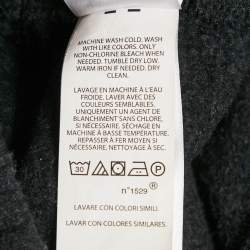 MACHINE WASH COLD, WASH
WITH LIKE COLORS. ONLY
NON-CHLORINE BLEACH WHEN
NEEDED. TUMBLE DRY LOW.
WARM IRON IF NEEDED. DRY
CLEAN.
LAVAGE EN MACHINE À L'EAU
FROIDE. LAVER AVEC DES
COULEURS SEMBLABLES.
UNIQUEMENT UN AGENT DE
BLANCHIMENT SANS CHLORE,
SI NÉCESSAIRE. SÉCHAGE EN
MACHINE À BASSE TEMPÉRATURE.
REPASSER À FER MOYEN SI
NÉCESSAIRE, NETTOYAGE À SEC.
30
n°1529®
LAVARE CON COLORI SIMILI.
LAVAR CON COLORES SIMILARES.